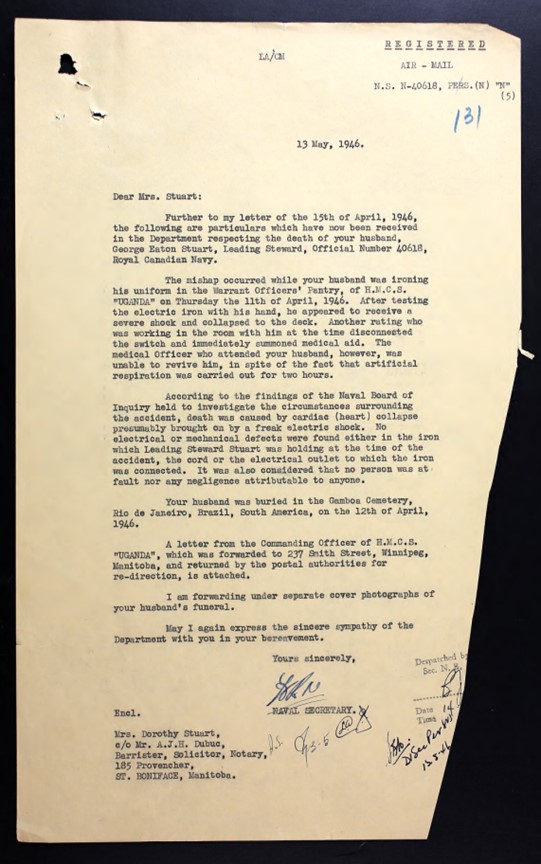 REGISTERED
LA/CM
AIR - MAIL
N.S. N-40618, PERS.(N) "N"
(5)
131
13 May, 1946.
Dear Mrs. Stuart:
Further to my letter of the 15th of April, 1946,
the following are particulars which have now been received
in the Department respecting the death of your husband,
George Eaton Stuart, Leading Steward, Official Number 40618,
Royal Canadian Navy.
The mishap occurred while your husband was ironing
his uniform in the Warrant Officers' Pantry, of H.M.C.S.
"UGANDA" on Thursday the 11th of April, 1946. After testing
the electric iron with his hand, he appeared to receive a
severe shock and collapsed to the deck. Another rating who
was working in the room with him at the time disconnected
the switch and immediately summoned medical aid. The
medical Officer who attended your husband, however, was
unable to revive him, in spite of the fact that artificial
respiration was carried out for two hours.
According to the findings of the Naval Board of
Inquiry held to investigate the circumstances surrounding
the accident, death was caused by cardiac (heart) collapse
presumably brought on by a freak electric shock. No
electrical or mechanical defects were found either in the iron
which Leading Steward Stuart was holding at the time of the
accident, the cord or the electrical outlet to which the iron
was connected. It was also considered that no person was at
fault nor any negligence attributable to anyone.
Your husband was buried in the Gamboa Cemetery,
Rio de Janeiro, Brazil, South America, on the 12th of April,
1946.
A letter from the Commanding Officer of H.M.C.S.
"UGANDA", which was forwarded to 237 Smith Street, Winnipeg,
Manitoba, and returned by the postal authorities for
re-direction, is attached.
I am forwarding under separate cover photographs of
your husband's funeral.
May I again express the sincere sympathy of the
Department with you in your bereavement.
Yours sincerely,
NAVAL SECRETARY.
Despatched by
Sec. N. B.
Date 14
Time
Encl.
Mrs. Dorothy Stuart,
c/o Mr. A.J.H. Dubuc,
Barrister, Solicitor, Notary,
185 Provencher,
ST. BONIFACE, Manitoba.